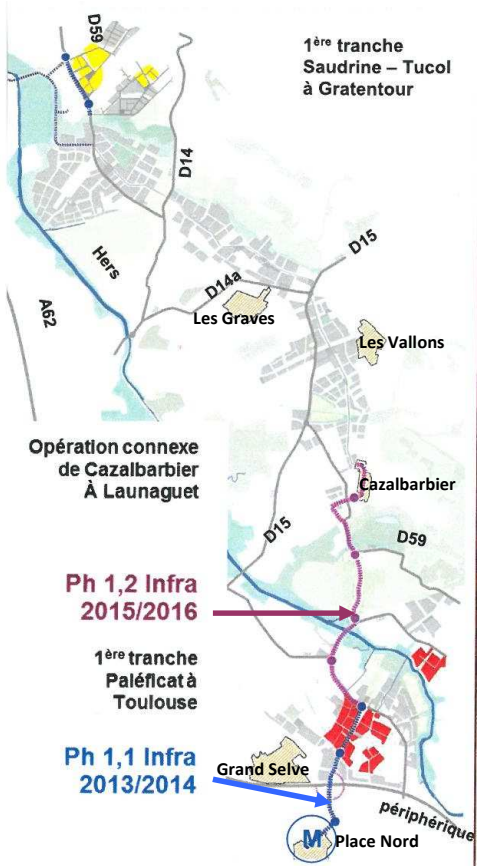 D59
1ère tranche
Saudrine – Tucol
à Gratentour
D14
D15
Hers
D14a
A62
Les Graves
Les Vallons
Opération connexe
de Cazalbarbier
À Launaguet
Cazalbarbier
D15
D59
Ph 1,2 Infra
2015/2016
1ère tranche
Paléficat à
Toulouse
Ph 1,1 Infra
2013/2014
Grand Selve
périphérique
M
Place Nord